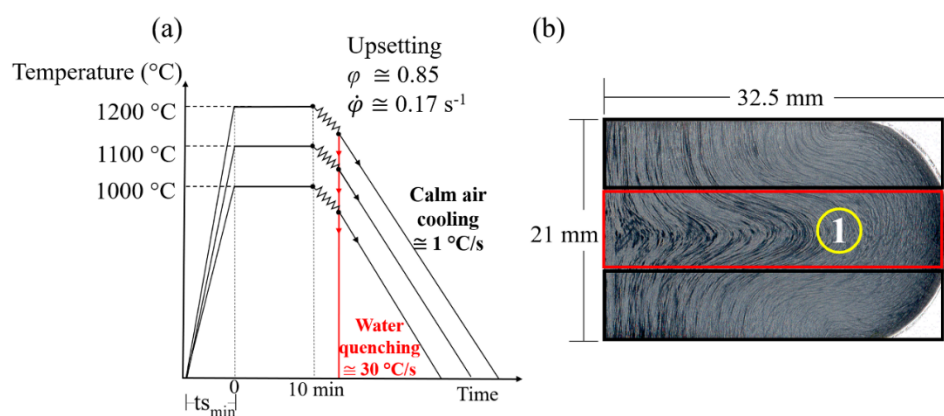 (a)
Upsetting
φ ≅ 0.85
φ̇ ≅ 0.17 s⁻¹
Temperature (°C)
1200 °C
1100 °C
1000 °C
Calm air
cooling
≅ 1 °C/s
Water
quenching
≅ 30 °C/s
0
10 min
Time
ts_min
(b)
32.5 mm
21 mm
1